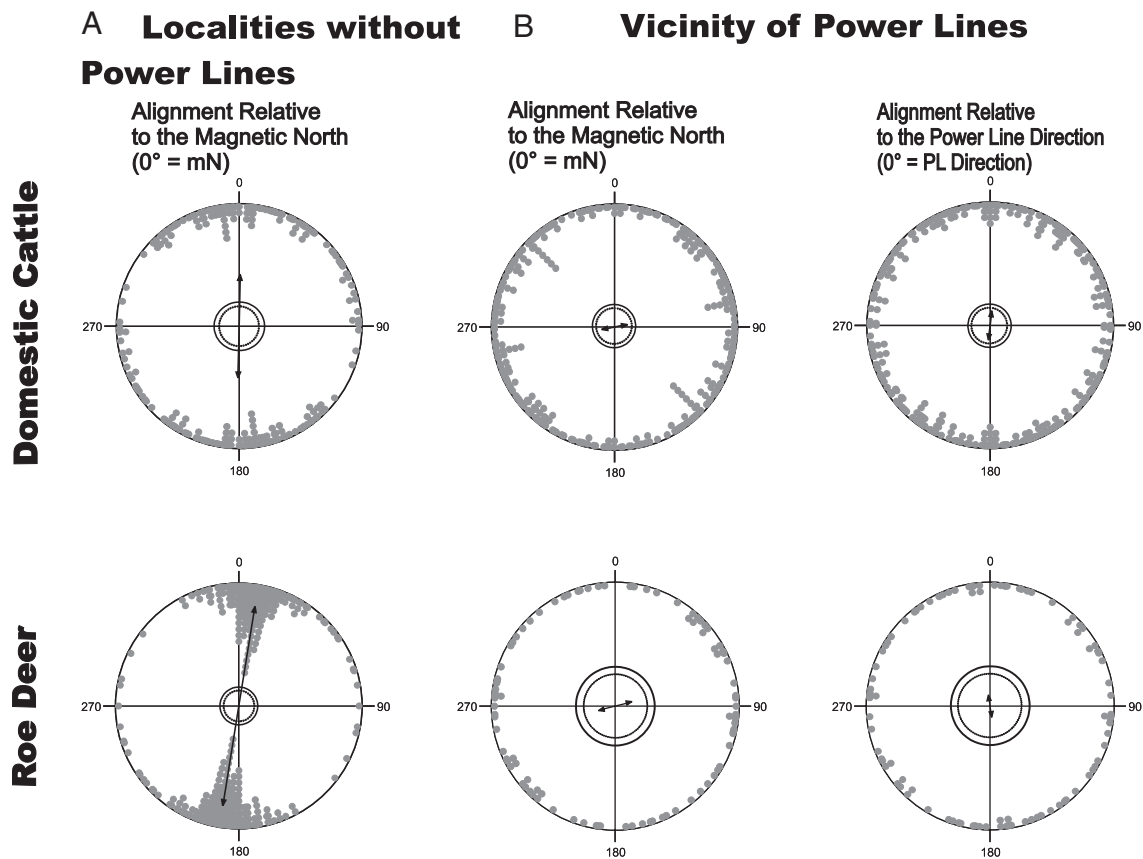 A Localities without
Power Lines
B Vicinity of Power Lines
Alignment Relative
to the Magnetic North
(0° = mN)
Alignment Relative
to the Magnetic North
(0° = mN)
Alignment Relative
to the Power Line Direction
(0° = PL Direction)
Domestic Cattle
0
270
90
180
0
270
90
180
0
270
90
180
Roe Deer
0
270
90
180
0
270
90
180
0
270
90
180